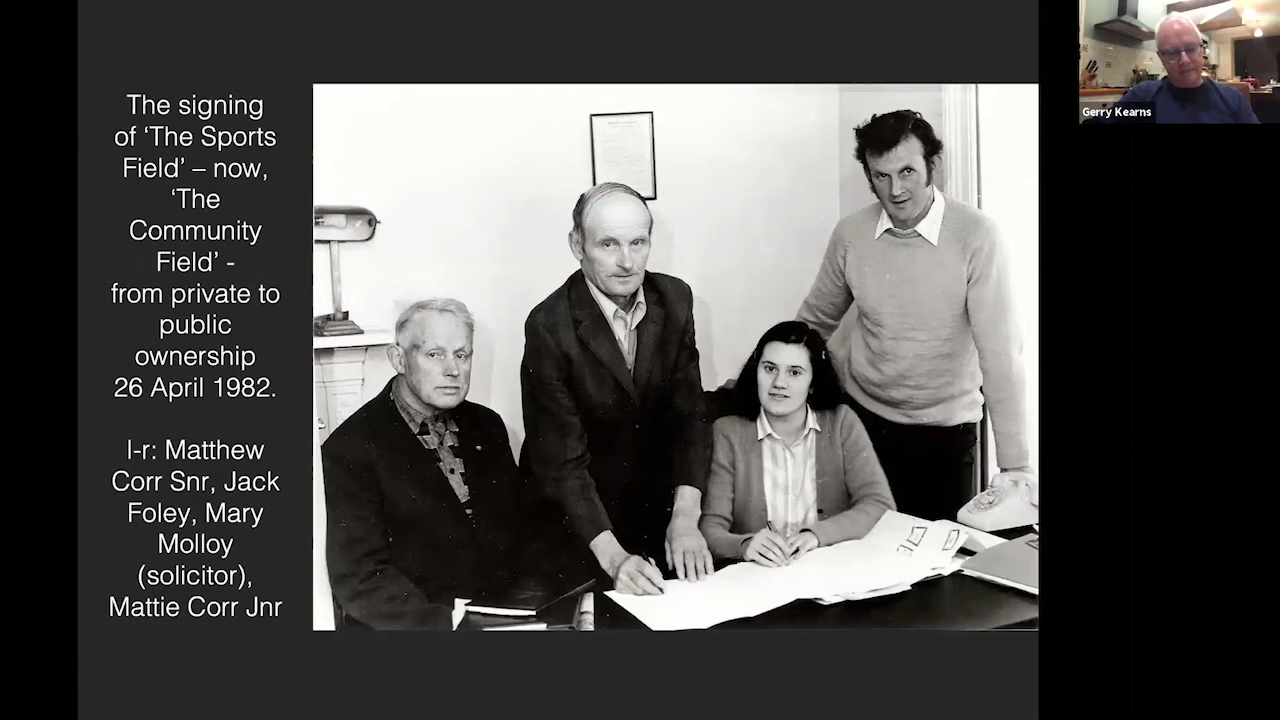 The signing
of ‘The Sports
Field’ – now,
‘The
Community
Field’ -
from private to
public
ownership
26 April 1982.
l-r: Matthew
Corr Snr, Jack
Foley, Mary
Molloy
(solicitor),
Mattie Corr Jnr
Gerry Kearns